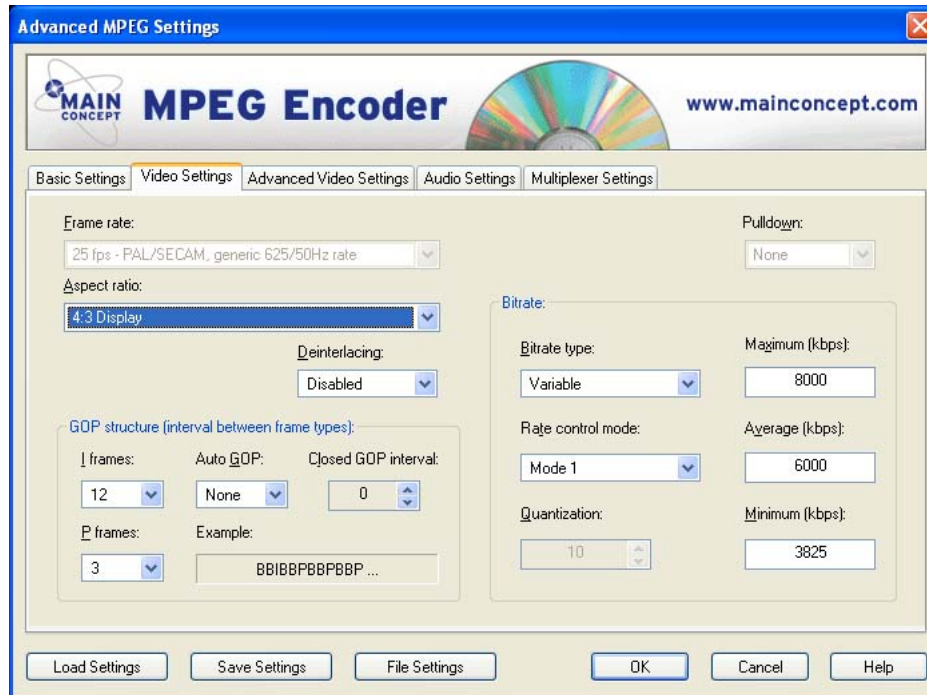 Advanced MPEG Settings
MAIN CONCEPT
MPEG Encoder
www.mainconcept.com
Basic Settings
Video Settings
Advanced Video Settings
Audio Settings
Multiplexer Settings
Frame rate:
25 fps - PAL/SECAM, generic 625/50Hz rate
Pulldown:
None
Aspect ratio:
4:3 Display
Deinterlacing:
Disabled
GOP structure (interval between frame types):
I frames:
12
Auto GOP:
None
Closed GOP interval:
0
P frames:
3
Example:
BBIBBPBBPBBP ...
Bitrate:
Bitrate type:
Variable
Maximum (kbps):
8000
Rate control mode:
Mode 1
Average (kbps):
6000
Quantization:
10
Minimum (kbps):
3825
Load Settings
Save Settings
File Settings
OK
Cancel
Help